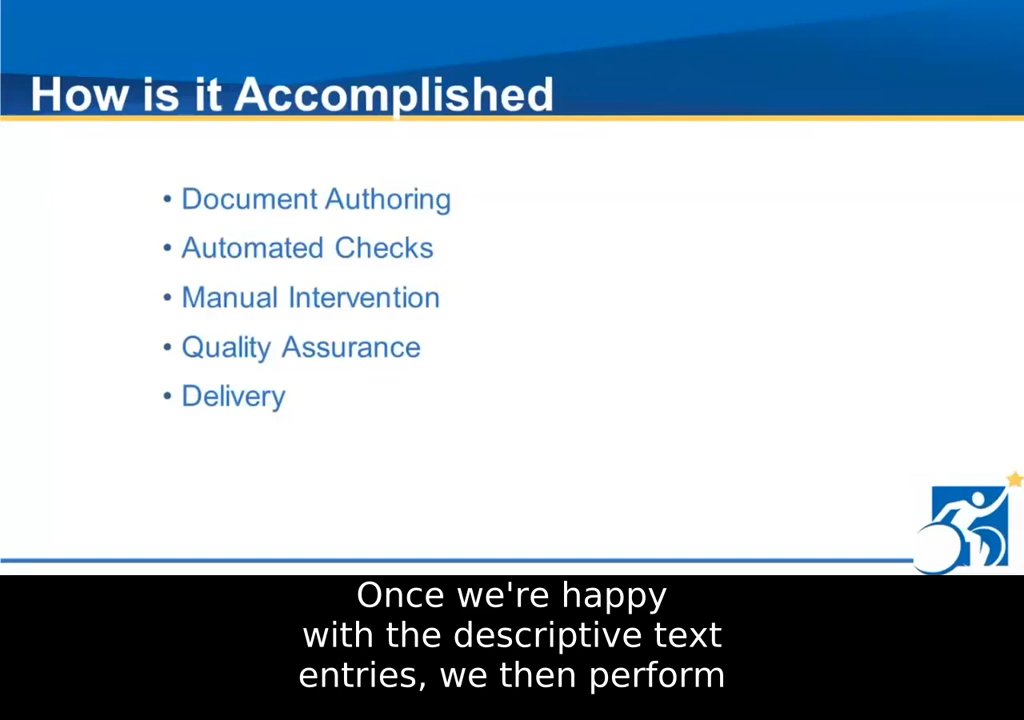 How is it Accomplished
• Document Authoring
• Automated Checks
• Manual Intervention
• Quality Assurance
• Delivery
Once we're happy
with the descriptive text
entries, we then perform